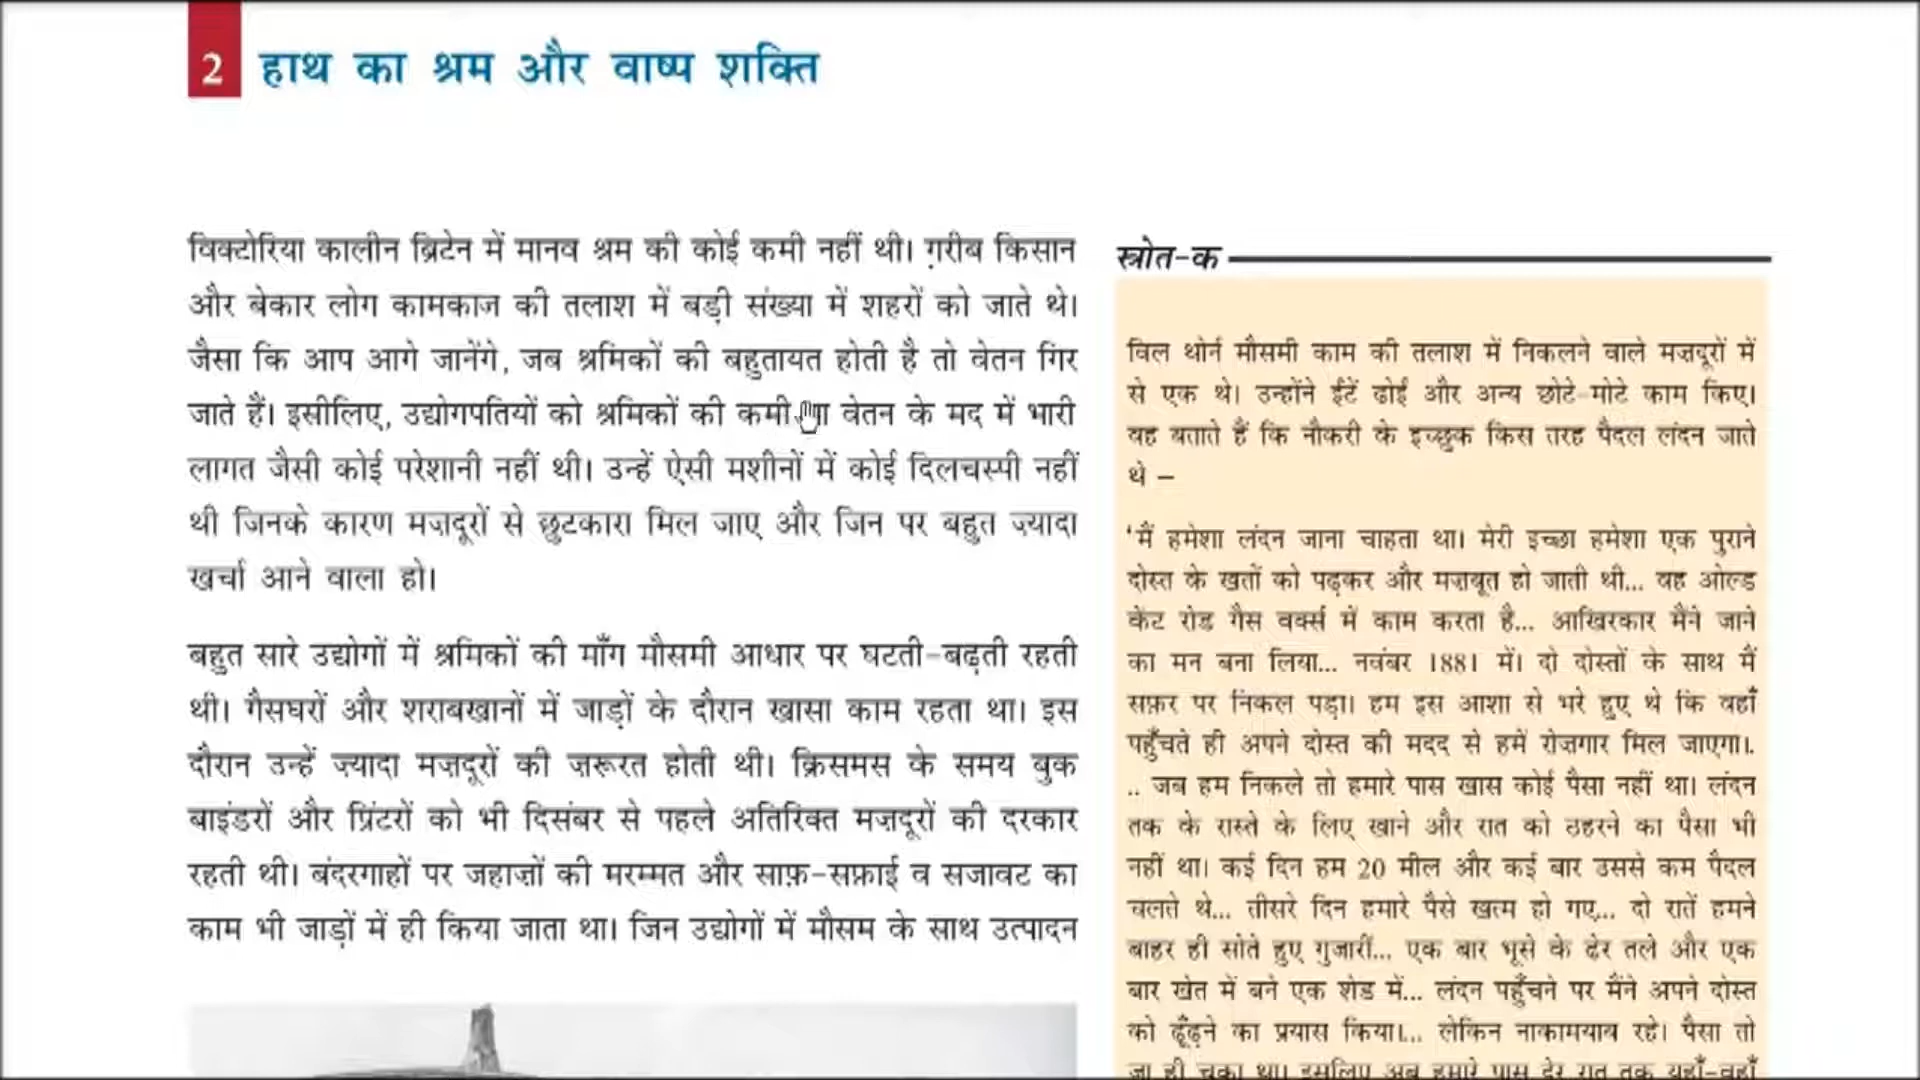 2 हाथ का श्रम और वाष्प शक्ति
विक्टोरिया कालीन ब्रिटेन में मानव श्रम की कोई कमी नहीं थी। ग़रीब किसान
और बेकार लोग कामकाज की तलाश में बड़ी संख्या में शहरों को जाते थे।
जैसा कि आप आगे जानेंगे, जब श्रमिकों की बहुतायत होती है तो वेतन गिर
जाते हैं। इसीलिए, उद्योगपतियों को श्रमिकों की कमी या वेतन के मद में भारी
लागत जैसी कोई परेशानी नहीं थी। उन्हें ऐसी मशीनों में कोई दिलचस्पी नहीं
थी जिनके कारण मज़दूरों से छुटकारा मिल जाए और जिन पर बहुत ज़्यादा
खर्चा आने वाला हो।
बहुत सारे उद्योगों में श्रमिकों की माँग मौसमी आधार पर घटती-बढ़ती रहती
थी। गैसघरों और शराबखानों में जाड़ों के दौरान खासा काम रहता था। इस
दौरान उन्हें ज़्यादा मज़दूरों की ज़रूरत होती थी। क्रिसमस के समय बुक
बाइंडरों और प्रिंटरों को भी दिसंबर से पहले अतिरिक्त मज़दूरों की दरकार
रहती थी। बंदरगाहों पर जहाज़ों की मरम्मत और साफ़-सफ़ाई व सजावट का
काम भी जाड़ों में ही किया जाता था। जिन उद्योगों में मौसम के साथ उत्पादन
स्रोत-क
विल थोर्न मौसमी काम की तलाश में निकलने वाले मज़दूरों में
से एक थे। उन्होंने ईंटें ढोईं और अन्य छोटे-मोटे काम किए।
वह बताते हैं कि नौकरी के इच्छुक किस तरह पैदल लंदन जाते
थे –
‘मैं हमेशा लंदन जाना चाहता था। मेरी इच्छा हमेशा एक पुराने
दोस्त के खतों को पढ़कर और मज़बूत हो जाती थी... वह ओल्ड
केंट रोड गैस वर्क्स में काम करता है... आखिरकार मैंने जाने
का मन बना लिया... नवंबर 1881 में। दो दोस्तों के साथ मैं
सफ़र पर निकल पड़ा। हम इस आशा से भरे हुए थे कि वहाँ
पहुँचते ही अपने दोस्त की मदद से हमें रोज़गार मिल जाएगा।.
.. जब हम निकले तो हमारे पास खास कोई पैसा नहीं था। लंदन
तक के रास्ते के लिए खाने और रात को ठहरने का पैसा भी
नहीं था। कई दिन हम 20 मील और कई बार उससे कम पैदल
चलते थे... तीसरे दिन हमारे पैसे खत्म हो गए... दो रातें हमने
बाहर ही सोते हुए गुजारीं... एक बार भूसे के ढेर तले और एक
बार खेत में बने एक शेड में... लंदन पहुँचने पर मैंने अपने दोस्त
को ढूँढ़ने का प्रयास किया।... लेकिन नाकामयाब रहे। पैसा तो
जा ही चुका था। इसलिए अब हमारे पास देर रात तक यहाँ-वहाँ